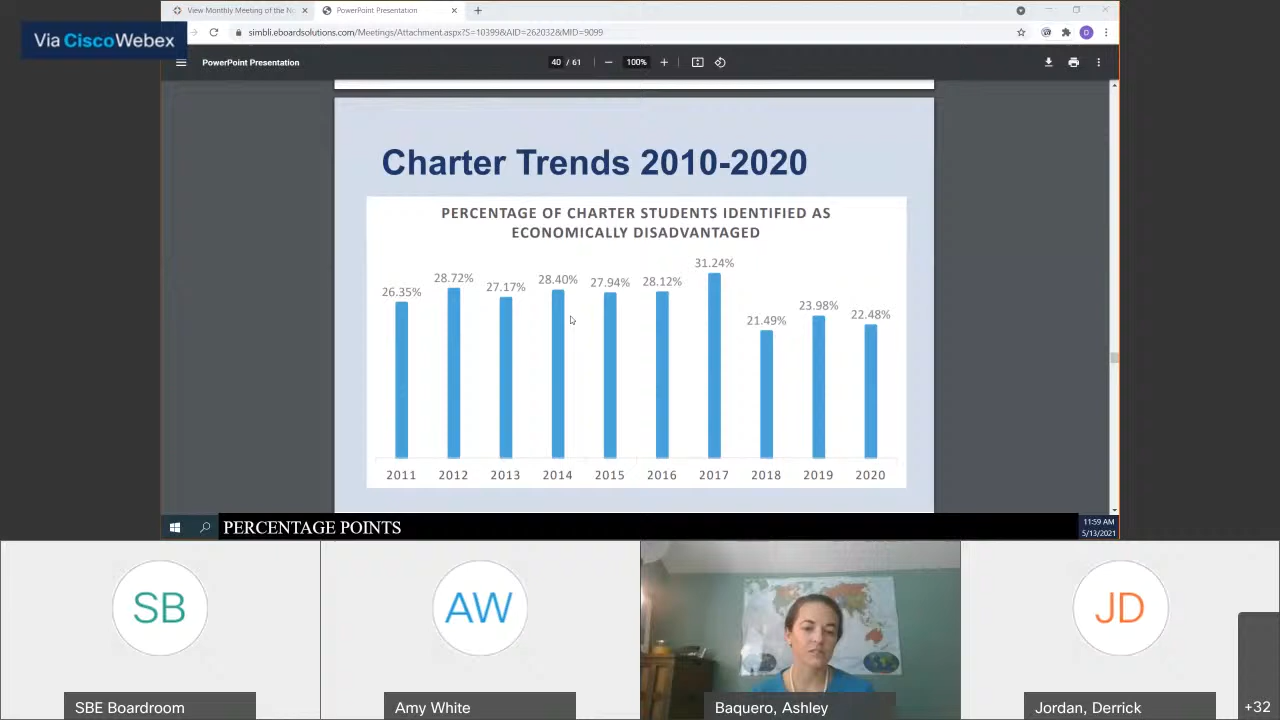 View Monthly Meeting of the N
PowerPoint Presentation
Via CiscoWebex
simbli.eboardsolutions.com/Meetings/Attachment.aspx?S=10399&AID=262032&MID=9099
D
PowerPoint Presentation
40 / 61
100%
Charter Trends 2010-2020
PERCENTAGE OF CHARTER STUDENTS IDENTIFIED AS
ECONOMICALLY DISADVANTAGED
26.35% 28.72% 27.17% 28.40% 27.94% 28.12% 31.24% 21.49% 23.98% 22.48%
2011 2012 2013 2014 2015 2016 2017 2018 2019 2020
PERCENTAGE POINTS
11:59 AM
5/13/2021
SB AW JD
SBE Boardroom Amy White Baquero, Ashley Jordan, Derrick +32